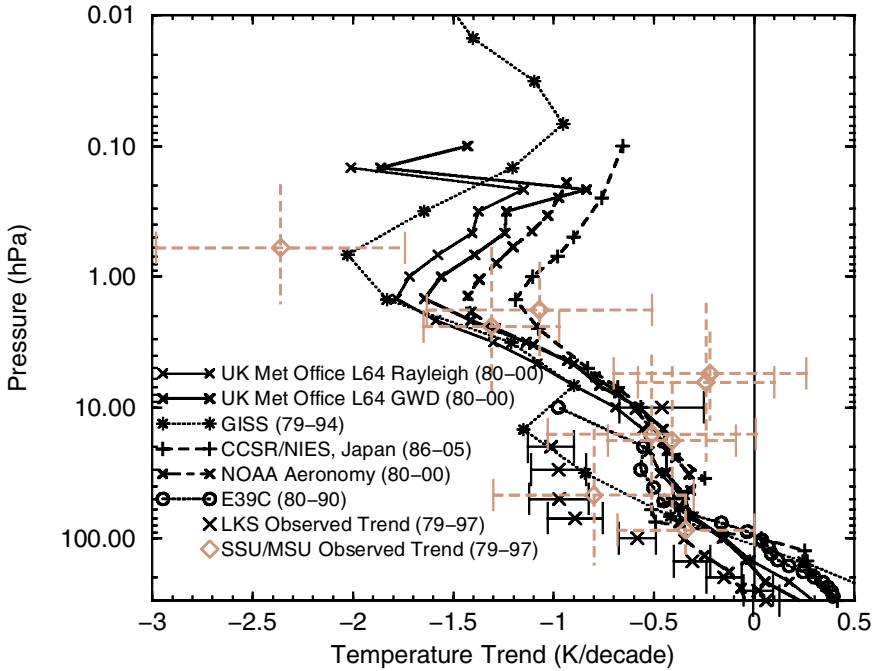 0.01
0.10
1.00
10.00
100.00
Pressure (hPa)
UK Met Office L64 Rayleigh (80−00)
UK Met Office L64 GWD (80−00)
GISS (79−94)
CCSR/NIES, Japan (86−05)
NOAA Aeronomy (80−00)
E39C (80−90)
LKS Observed Trend (79−97)
SSU/MSU Observed Trend (79−97)
−3 −2.5 −2 −1.5 −1 −0.5 0 0.5
Temperature Trend (K/decade)